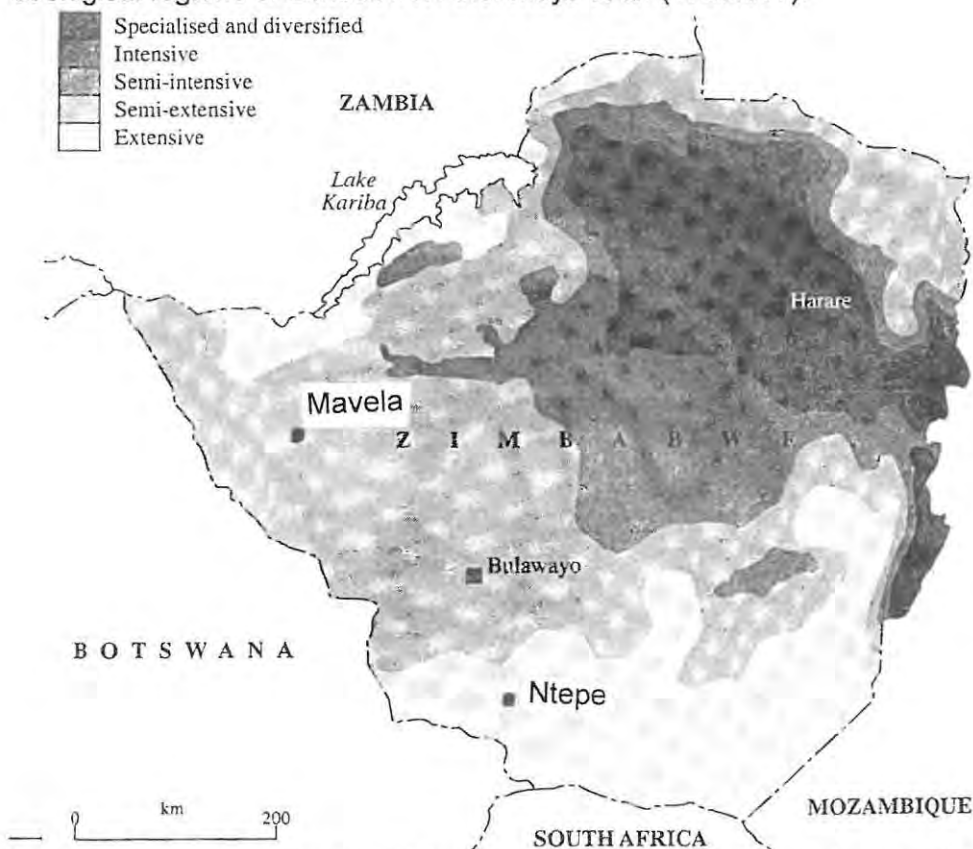 Specialised and diversified
Intensive
Semi-intensive
Semi-extensive
Extensive
ZAMBIA
Lake
Kariba
Harare
Mavela
Z I M B A B W E
Bulawayo
BOTSWANA
Ntepe
km
0 200
MOZAMBIQUE
SOUTH AFRICA